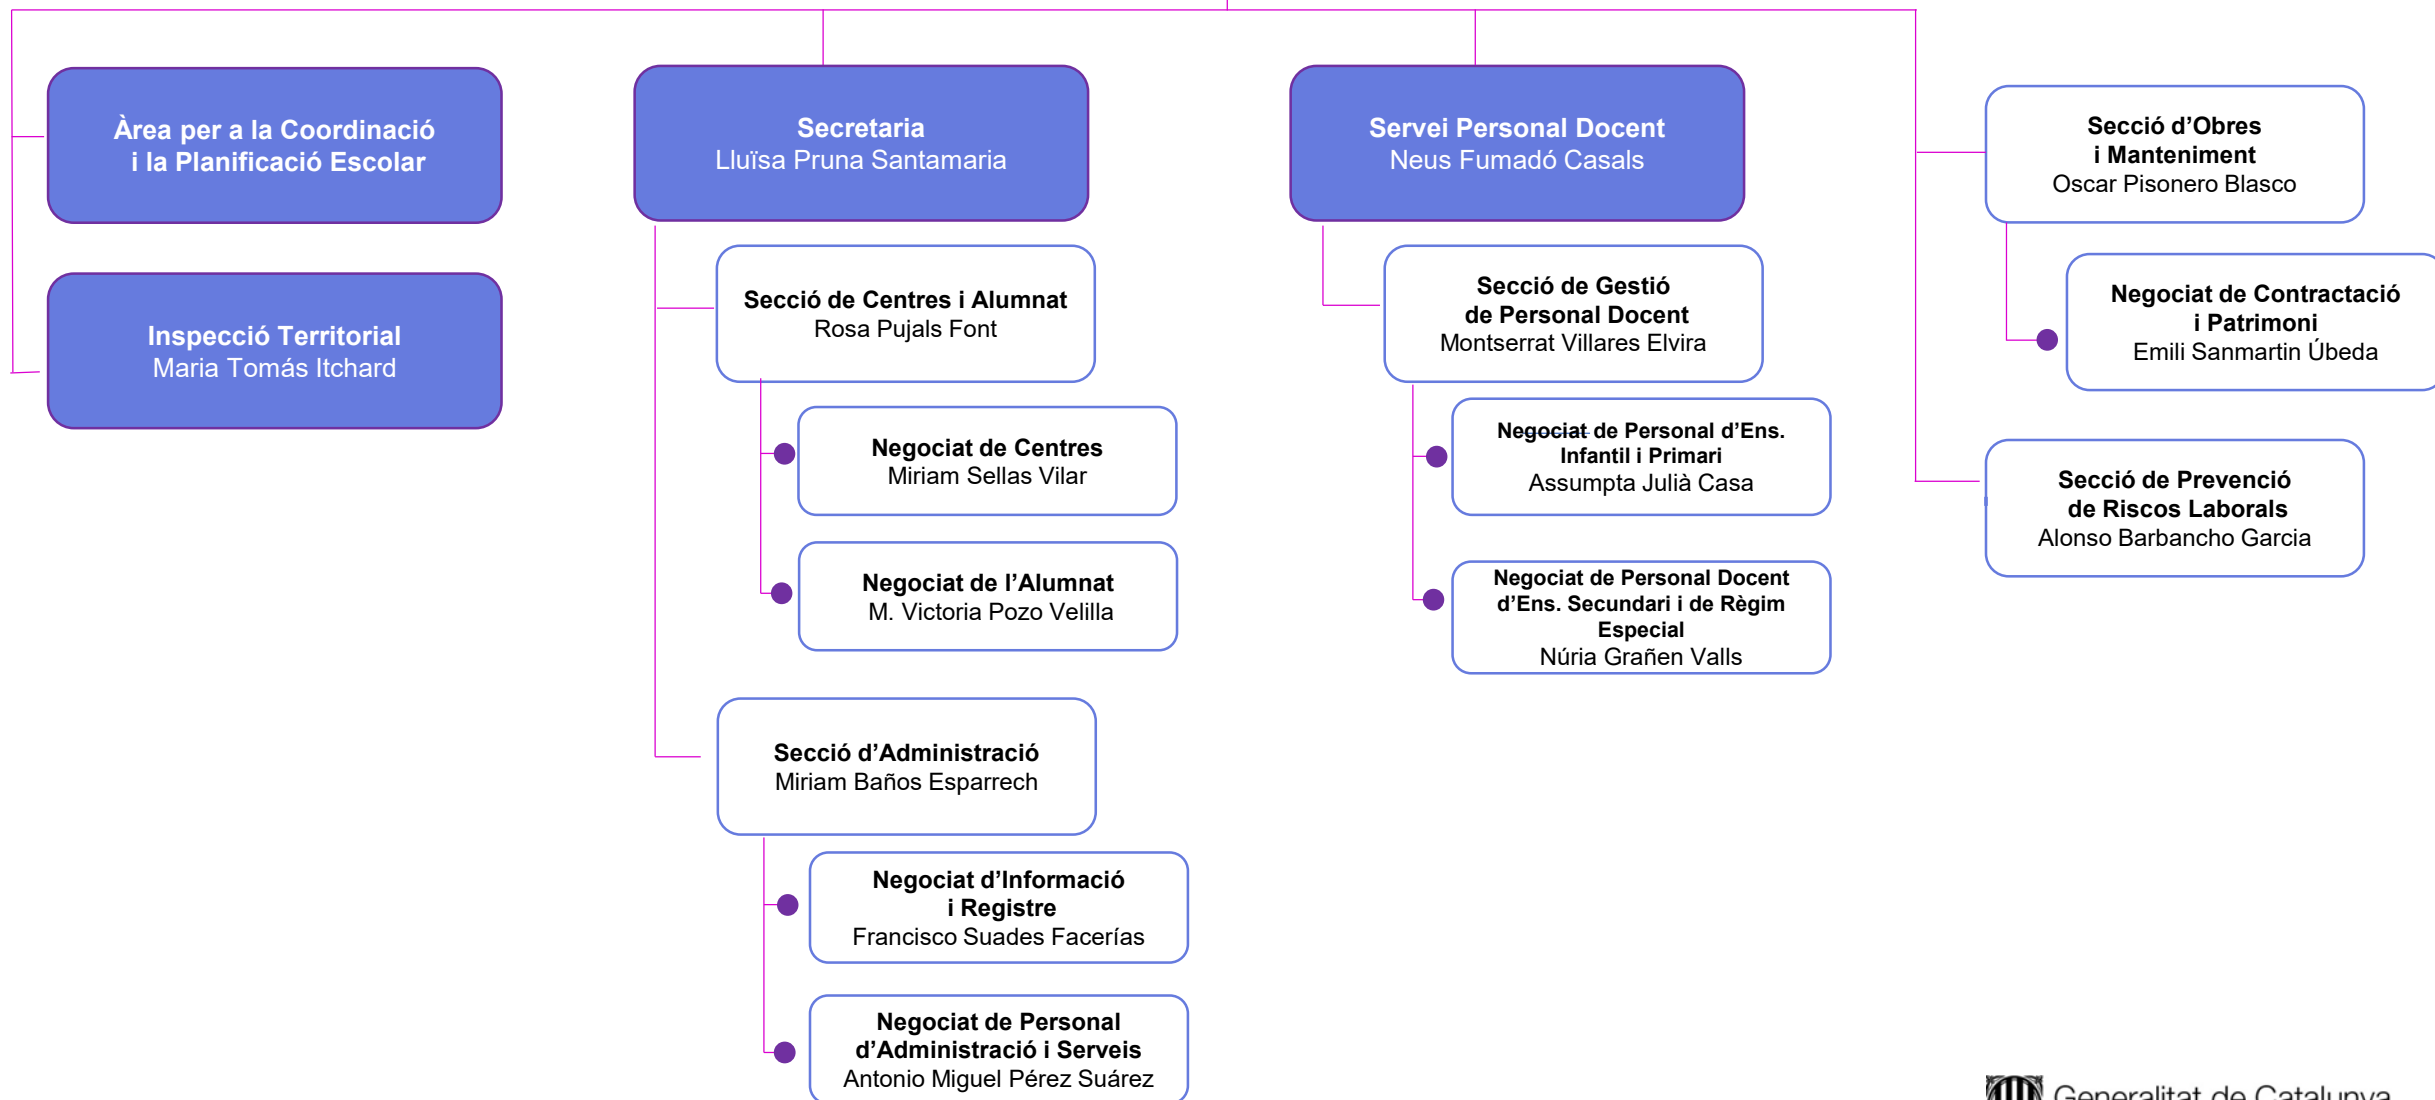 Àrea per a la Coordinació
i la Planificació Escolar
Inspecció Territorial
Maria Tomás Itchard
Secretaria
Lluïsa Pruna Santamaria
Secció de Centres i Alumnat
Rosa Pujals Font
Negociat de Centres
Miriam Sellas Vilar
Negociat de l’Alumnat
M. Victoria Pozo Velilla
Secció d’Administració
Miriam Baños Esparrech
Negociat d’Informació
i Registre
Francisco Suades Facerías
Negociat de Personal
d’Administració i Serveis
Antonio Miguel Pérez Suárez
Servei Personal Docent
Neus Fumadó Casals
Secció de Gestió
de Personal Docent
Montserrat Villares Elvira
Negociat de Personal d’Ens.
Infantil i Primari
Assumpta Julià Casa
Negociat de Personal Docent
d’Ens. Secundari i de Règim
Especial
Núria Grañen Valls
Secció d’Obres
i Manteniment
Oscar Pisonero Blasco
Negociat de Contractació
i Patrimoni
Emili Sanmartin Úbeda
Secció de Prevenció
de Riscos Laborals
Alonso Barbancho Garcia
Generalitat de Catalunya